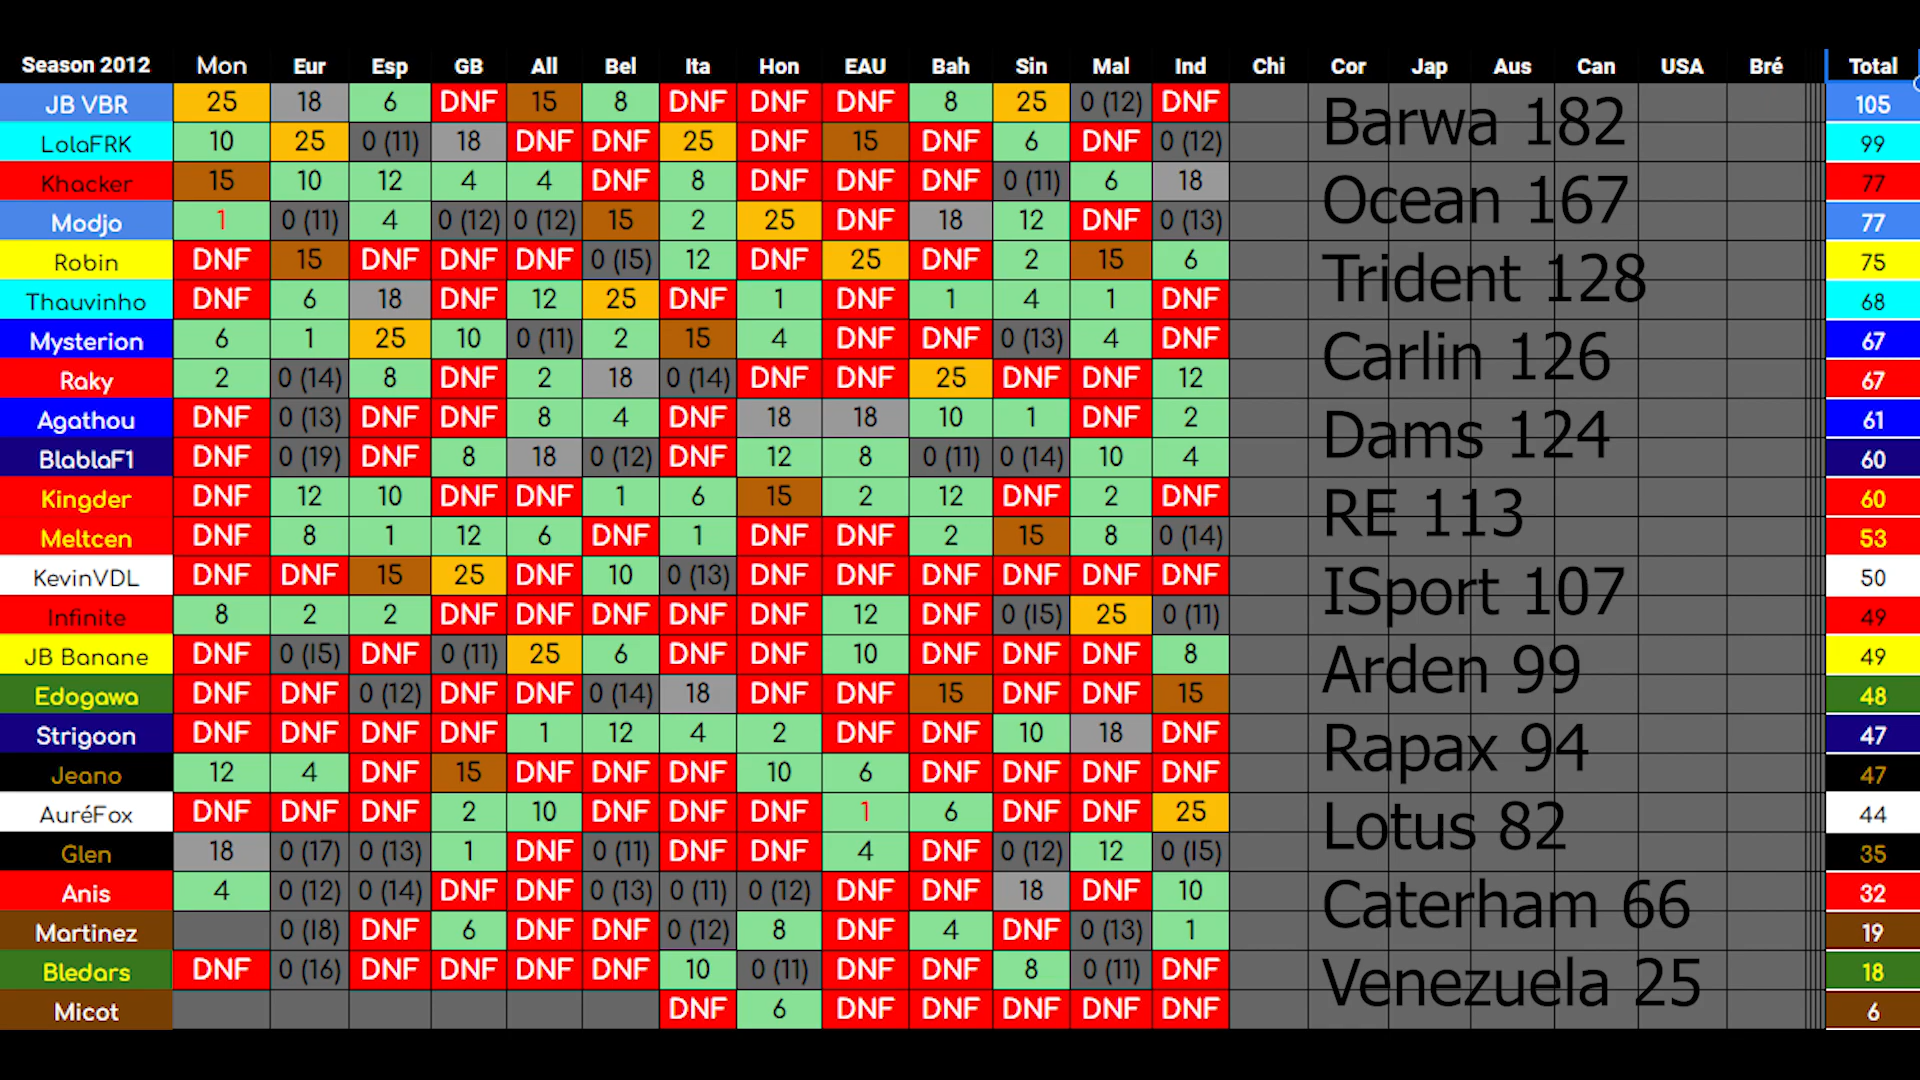 Season 2012 Mon Eur Esp GB All Bel Ita Hon EAU Bah Sin Mal Ind Chi Cor Jap Aus Can USA Bré Total
JB VBR 25 18 6 DNF 15 8 DNF DNF DNF 8 25 0 (12) DNF 105
LolaFRK 10 25 0 (11) 18 DNF DNF 25 DNF 15 DNF 6 DNF 0 (12) 99
Khacker 15 10 12 4 4 DNF 8 DNF DNF DNF 0 (11) 6 18 77
Modjo 1 0 (11) 4 0 (12) 0 (12) 15 2 25 DNF 18 12 DNF 0 (13) 77
Robin DNF 15 DNF DNF DNF 0 (15) 12 DNF 25 DNF 2 15 6 75
Thauvinho DNF 6 18 DNF 12 25 DNF 1 DNF 1 4 1 DNF 68
Mysterion 6 1 25 10 0 (11) 2 15 4 DNF DNF 0 (13) 4 DNF 67
Raky 2 0 (14) 8 DNF 2 18 0 (14) DNF DNF 25 DNF DNF 12 67
Agathou DNF 0 (13) DNF DNF 8 4 DNF 18 18 10 1 DNF 2 61
BlablaF1 DNF 0 (19) DNF 8 18 0 (12) DNF 12 8 0 (11) 0 (14) 10 4 60
Kingder DNF 12 10 DNF DNF 1 6 15 2 12 DNF 2 DNF 60
Meltcen DNF 8 1 12 6 DNF 1 DNF DNF 2 15 8 0 (14) 53
KevinVDL DNF DNF 15 25 DNF 10 0 (13) DNF DNF DNF DNF DNF DNF 50
Infinite 8 2 2 DNF DNF DNF DNF DNF 12 DNF 0 (15) 25 0 (11) 49
JB Banane DNF 0 (15) DNF 0 (11) 25 6 DNF DNF 10 DNF DNF DNF 8 49
Edogawa DNF DNF 0 (12) DNF DNF 0 (14) 18 DNF DNF 15 DNF DNF 15 48
Strigoon DNF DNF DNF DNF 1 12 4 2 DNF DNF 10 18 DNF 47
Jeano 12 4 DNF 15 DNF DNF DNF 10 6 DNF DNF DNF DNF 47
AuréFox DNF DNF DNF 2 10 DNF DNF DNF 1 6 DNF DNF 25 44
Glen 18 0 (17) 0 (13) 1 DNF 0 (11) DNF DNF 4 DNF 0 (12) 12 0 (15) 35
Anis 4 0 (12) 0 (14) DNF DNF 0 (13) 0 (11) 0 (12) DNF DNF 18 DNF 10 32
Martinez 0 (18) DNF 6 DNF DNF 0 (12) 8 DNF 4 DNF 0 (13) 1 19
Bledars DNF 0 (16) DNF DNF DNF DNF 10 0 (11) DNF DNF 8 0 (11) DNF 18
Micot DNF 6 DNF DNF DNF DNF DNF 6
Barwa 182
Ocean 167
Trident 128
Carlin 126
Dams 124
RE 113
ISport 107
Arden 99
Rapax 94
Lotus 82
Caterham 66
Venezuela 25